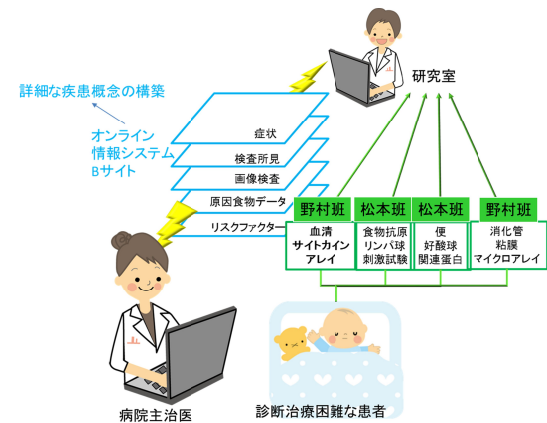 研究室
詳細な疾患概念の構築
オンライン
情報システム
Bサイト
症状
検査所見
画像検査
原因食物データ
リスクファクター
野村班
血清
サイトカイン
アレイ
松本班
食物抗原
リンパ球
刺激試験
松本班
便
好酸球
関連蛋白
野村班
消化管
粘膜
マイクロアレイ
病院主治医
診断治療困難な患者